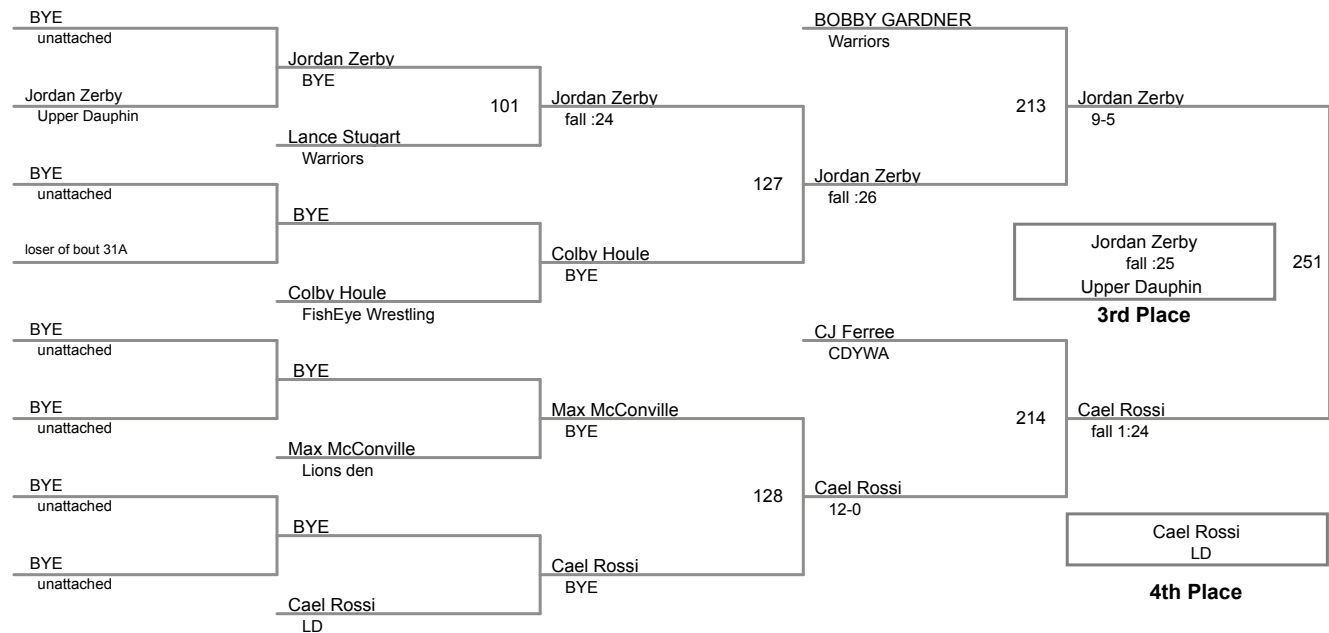 BYE
unattached
Jordan Zerby
Upper Dauphin
BYE
unattached
loser of bout 31A
BYE
unattached
BYE
unattached
BYE
unattached
BYE
unattached
Jordan Zerby
BYE
Lance Stugart
Warriors
BYE
Colby Houle
FishEye Wrestling
BYE
Max McConville
Lions den
BYE
Cael Rossi
LD
101
Jordan Zerby
fall :24
Colby Houle
BYE
Max McConville
BYE
Cael Rossi
BYE
127
128
BOBBY GARDNER
Warriors
Jordan Zerby
fall :26
CJ Ferree
CDYWA
Cael Rossi
12-0
213
214
Jordan Zerby
9-5
Cael Rossi
fall 1:24
251
Jordan Zerby
fall :25
Upper Dauphin
3rd Place
Cael Rossi
LD
4th Place